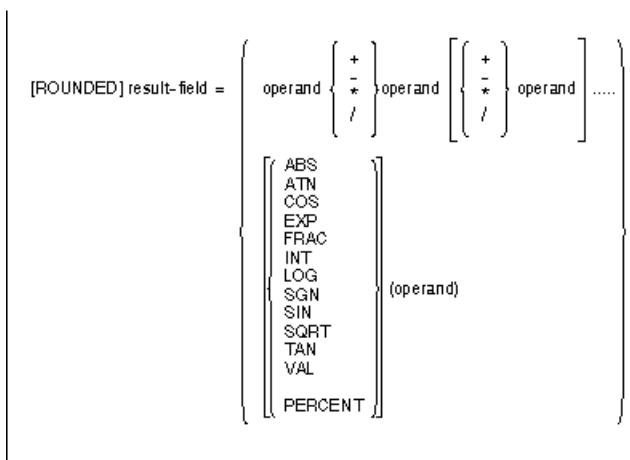 + +
- -
[ROUNDED] result-field = operand * operand * operand .....
/ /
ABS
ATN
COS
EXP
FRAC
INT
LOG
(operand)
SGN
SIN
SQRT
TAN
VAL
PERCENT